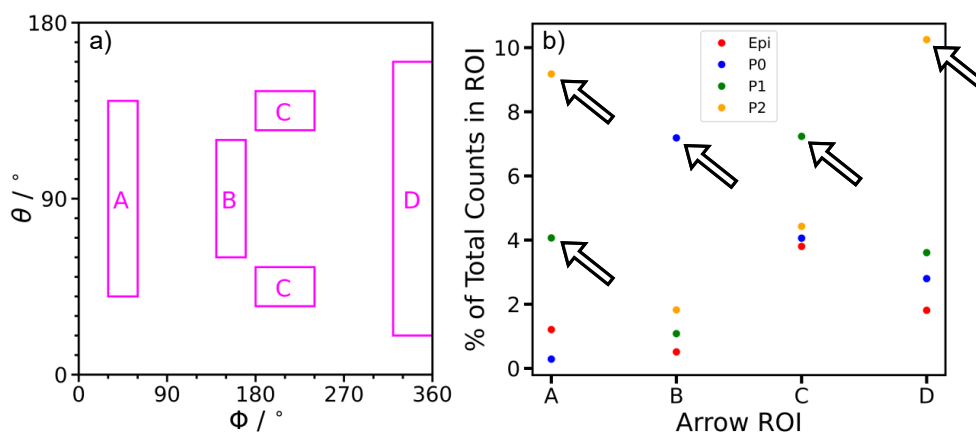 a)
180
90
0
θ / °
A
B
C
C
D
0
90
180
270
360
Φ / °
b)
Epi
P0
P1
P2
10
8
6
4
2
0
% of Total Counts in ROI
A
B
C
D
Arrow ROI